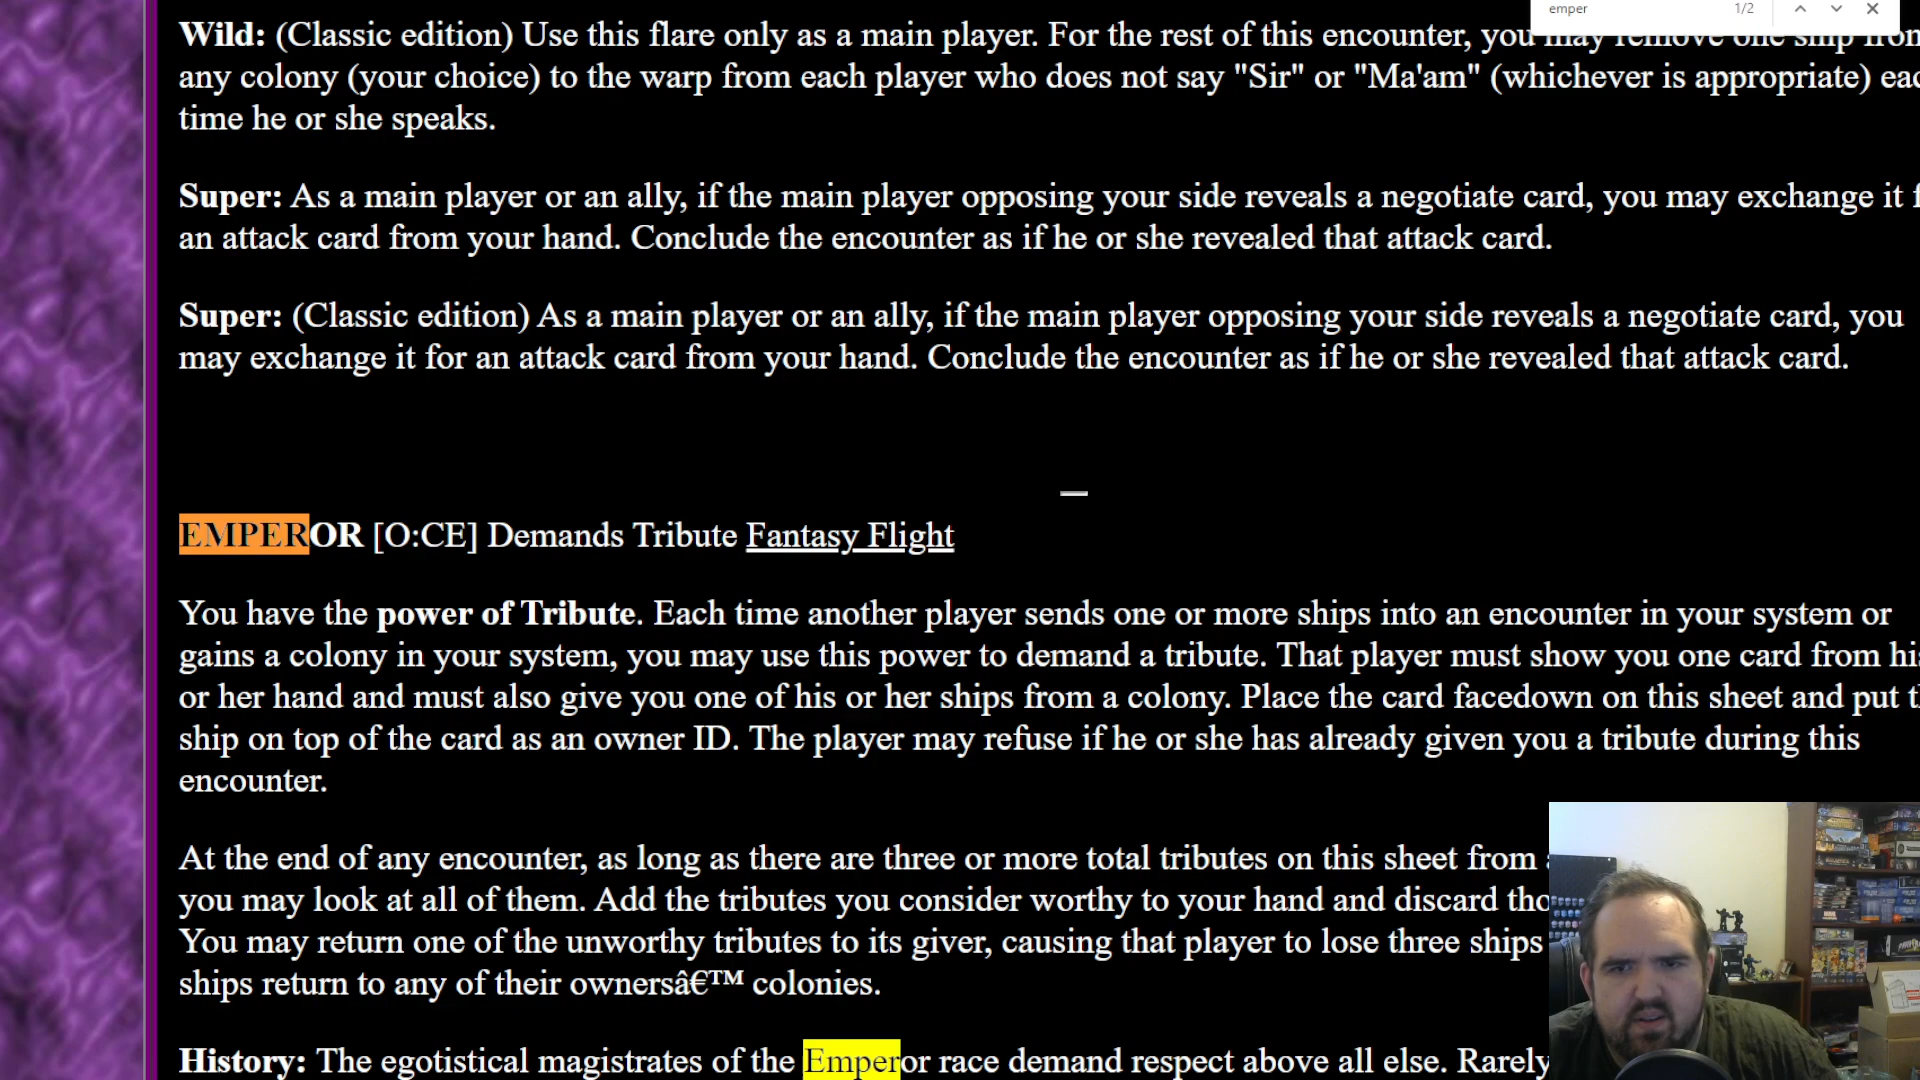 emper 1/2
Wild: (Classic edition) Use this flare only as a main player. For the rest of this encounter, you may remove one ship from
any colony (your choice) to the warp from each player who does not say "Sir" or "Ma'am" (whichever is appropriate)
time he or she speaks.
Super: As a main player or an ally, if the main player opposing your side reveals a negotiate card, you may exchange it
an attack card from your hand. Conclude the encounter as if he or she revealed that attack card.
Super: (Classic edition) As a main player or an ally, if the main player opposing your side reveals a negotiate card, you
may exchange it for an attack card from your hand. Conclude the encounter as if he or she revealed that attack card.
EMPEROR [O:CE] Demands Tribute Fantasy Flight
You have the power of Tribute. Each time another player sends one or more ships into an encounter in your system or
gains a colony in your system, you may use this power to demand a tribute. That player must show you one card from
or her hand and must also give you one of his or her ships from a colony. Place the card facedown on this sheet and put
ship on top of the card as an owner ID. The player may refuse if he or she has already given you a tribute during this
encounter.
At the end of any encounter, as long as there are three or more total tributes on this sheet from
you may look at all of them. Add the tributes you consider worthy to your hand and discard
You may return one of the unworthy tributes to its giver, causing that player to lose three ships
ships return to any of their ownersâ€™ colonies.
History: The egotistical magistrates of the Emperor race demand respect above all else. Rarely